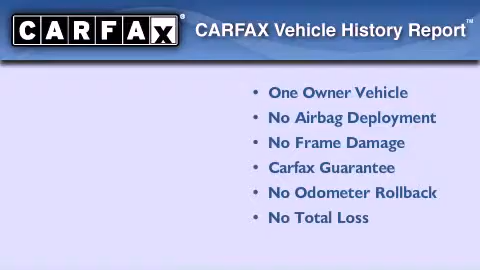 CARFAX® CARFAX Vehicle History Report™
• One Owner Vehicle
• No Airbag Deployment
• No Frame Damage
• Carfax Guarantee
• No Odometer Rollback
• No Total Loss